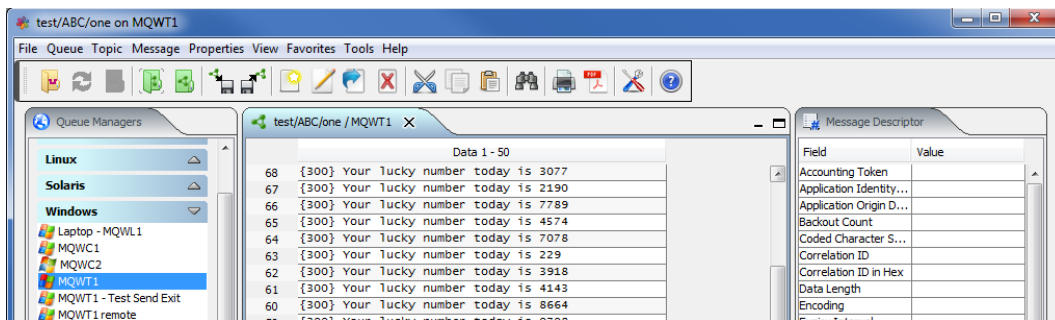 test/ABC/one on MQWT1
File Queue Topic Message Properties View Favorites Tools Help
PDF
Queue Managers
Linux
Solaris
Windows
Laptop - MQWL1
MQWC1
MQWC2
MQWT1
MQWT1 - Test Send Exit
MQWT1 remote
test/ABC/one / MQWT1 X
Data 1 - 50
68 {300} Your lucky number today is 3077
67 {300} Your lucky number today is 2190
66 {300} Your lucky number today is 7789
65 {300} Your lucky number today is 4574
64 {300} Your lucky number today is 7078
63 {300} Your lucky number today is 229
62 {300} Your lucky number today is 3918
61 {300} Your lucky number today is 4143
60 {300} Your lucky number today is 8664
Message Descriptor
Field Value
Accounting Token
Application Identity...
Application Origin D...
Backout Count
Coded Character S...
Correlation ID
Correlation ID in Hex
Data Length
Encoding